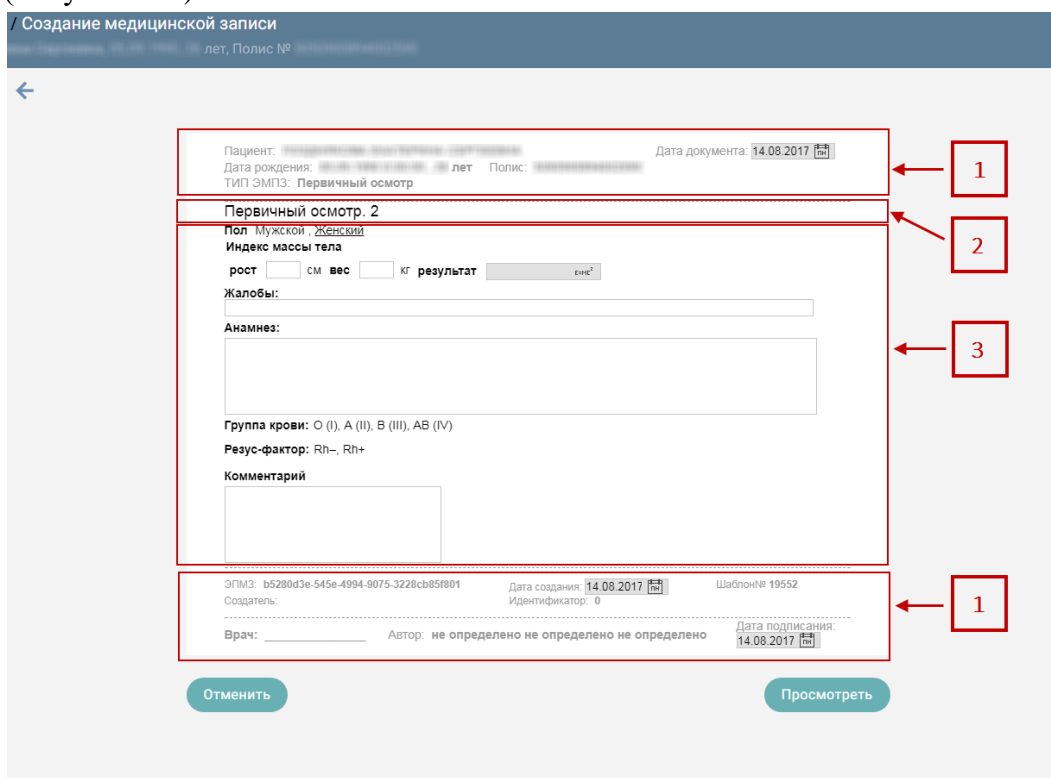 / Создание медицинской записи
лет, Полис №
Пациент: Дата документа: 14.08.2017 пн
Дата рождения: лет Полис:
ТИП ЭМПЗ: Первичный осмотр
1
Первичный осмотр. 2
2
Пол Мужской , Женский
Индекс массы тела
рост см вес кг результат E=MC²
Жалобы:
Анамнез:
3
Группа крови: O (I), A (II), B (III), AB (IV)
Резус-фактор: Rh–, Rh+
Комментарий
ЭПМЗ: b5280d3e-545e-4994-9075-3228cb85f801 Дата создания: 14.08.2017 пн Шаблон№ 19552
Создатель: Идентификатор: 0
1
Врач: Автор: не определено не определено не определено Дата подписания: 14.08.2017 пн
Отменить Просмотреть